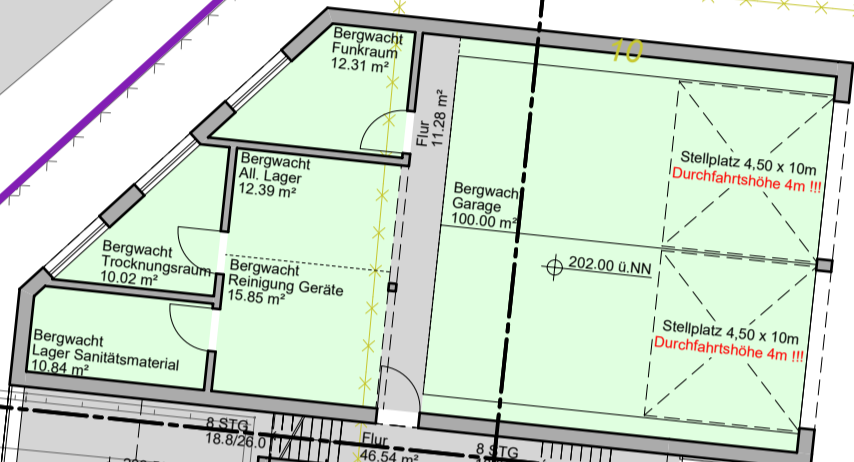 10
Bergwacht
Funkraum
12.31 m²
Flur
11.28 m²
Bergwacht
All. Lager
12.39 m²
Stellplatz 4,50 x 10m
Durchfahrtshöhe 4m !!!
Bergwach
Garage
100.00 m²
Bergwacht
Trocknungsraum
10.02 m²
Bergwacht
Reinigung Geräte
15.85 m²
202.00 ü.NN
Stellplatz 4,50 x 10m
Durchfahrtshöhe 4m !!!
Bergwacht
Lager Sanitätsmaterial
10.84 m²
8 STG
18.8/26.0
Flur
46.54 m²
8 STG